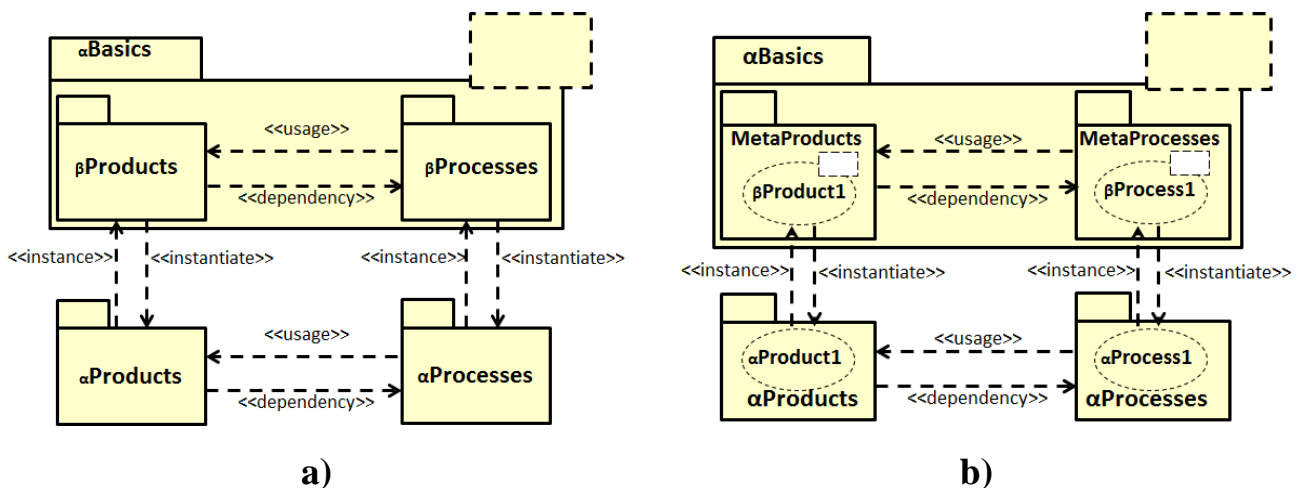 αBasics
<<usage>>
βProducts
βProcesses
<<dependency>>
<<instance>>
<<instantiate>>
<<instance>>
<<instantiate>>
<<usage>>
αProducts
αProcesses
<<dependency>>
a)
αBasics
MetaProducts
<<usage>>
MetaProcesses
βProduct1
βProcess1
<<dependency>>
<<instance>>
<<instantiate>>
<<instance>>
<<instantiate>>
<<usage>>
αProduct1
αProcess1
<<dependency>>
αProducts
αProcesses
b)